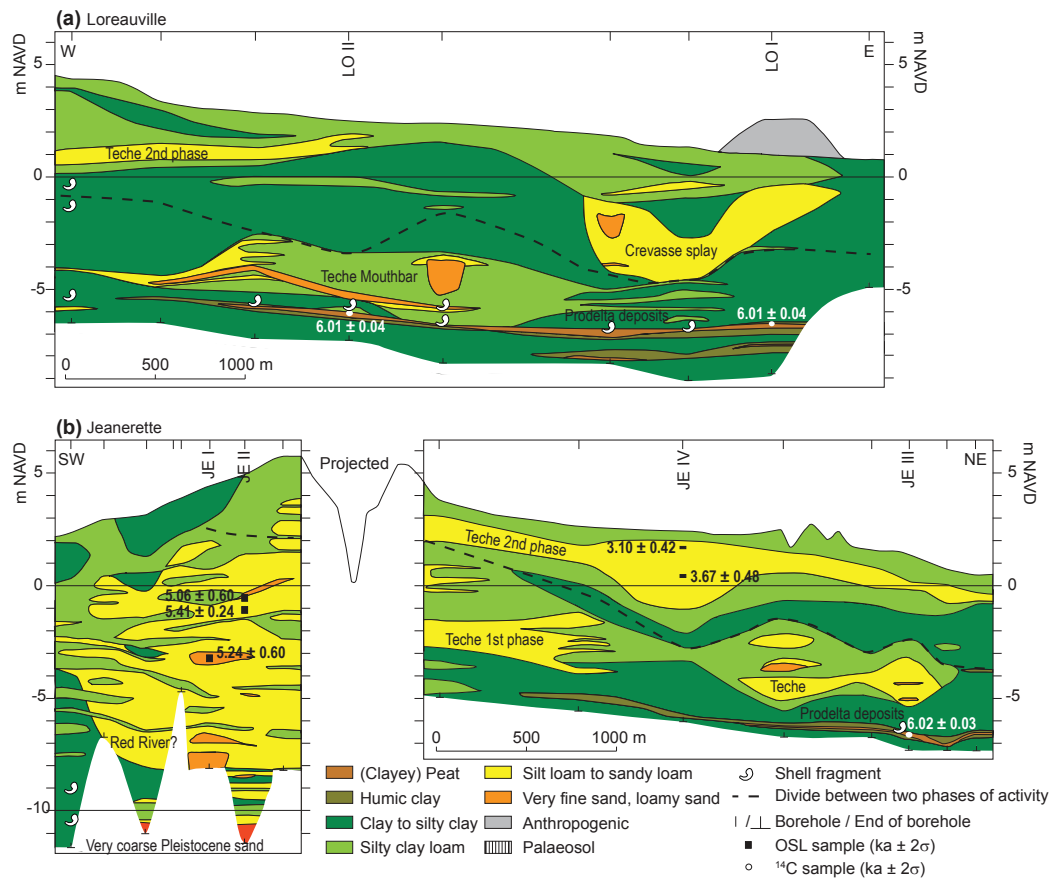 (a) Loreauville
W
LO II
LO I
E
m NAVD
m NAVD
5
5
0
0
-5
-5
Teche 2nd phase
Crevasse splay
Teche Mouthbar
Prodelta deposits
6.01 ± 0.04
6.01 ± 0.04
0 500 1000 m
(b) Jeanerette
SW
JE I
JE II
Projected
JE IV
JE III
NE
m NAVD
m NAVD
5
5
0
0
-5
-5
-10
Teche 2nd phase
3.10 ± 0.42
3.67 ± 0.48
5.06 ± 0.60
5.41 ± 0.24
Teche 1st phase
5.24 ± 0.60
Teche
Prodelta deposits
6.02 ± 0.03
Red River?
Very coarse Pleistocene sand
0 500 1000 m
(Clayey) Peat
Humic clay
Clay to silty clay
Silty clay loam
Silt loam to sandy loam
Very fine sand, loamy sand
Anthropogenic
Palaeosol
Shell fragment
Divide between two phases of activity
Borehole / End of borehole
OSL sample (ka ± 2σ)
¹⁴C sample (ka ± 2σ)